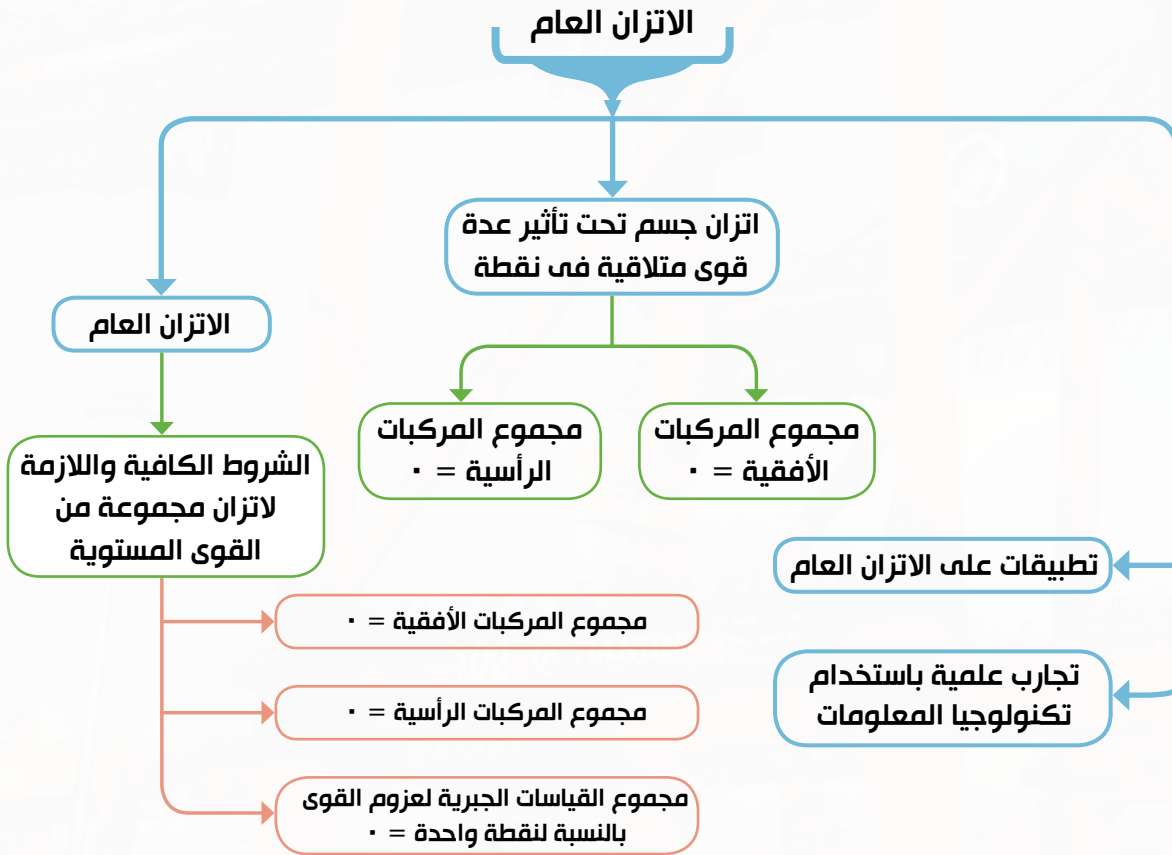 الاتزان العام
اتزان جسم تحت تأثير عدة
قوى متلاقية فى نقطة
مجموع المركبات
الأفقية = ٠
مجموع المركبات
الرأسية = ٠
الاتزان العام
الشروط الكافية واللازمة
لاتزان مجموعة من
القوى المستوية
مجموع المركبات الأفقية = ٠
مجموع المركبات الرأسية = ٠
مجموع القياسات الجبرية لعزوم القوى
بالنسبة لنقطة واحدة = ٠
تطبيقات على الاتزان العام
تجارب علمية باستخدام
تكنولوجيا المعلومات